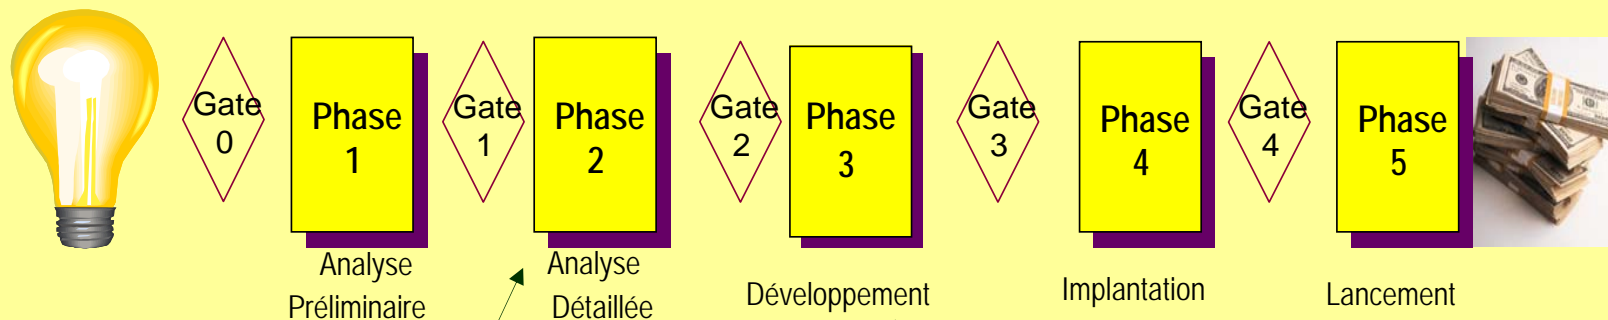 Gate
0
Phase
1
Analyse
Préliminaire
Gate
1
Phase
2
Analyse
Détaillée
Gate
2
Phase
3
Développement
Gate
3
Phase
4
Implantation
Gate
4
Phase
5
Lancement